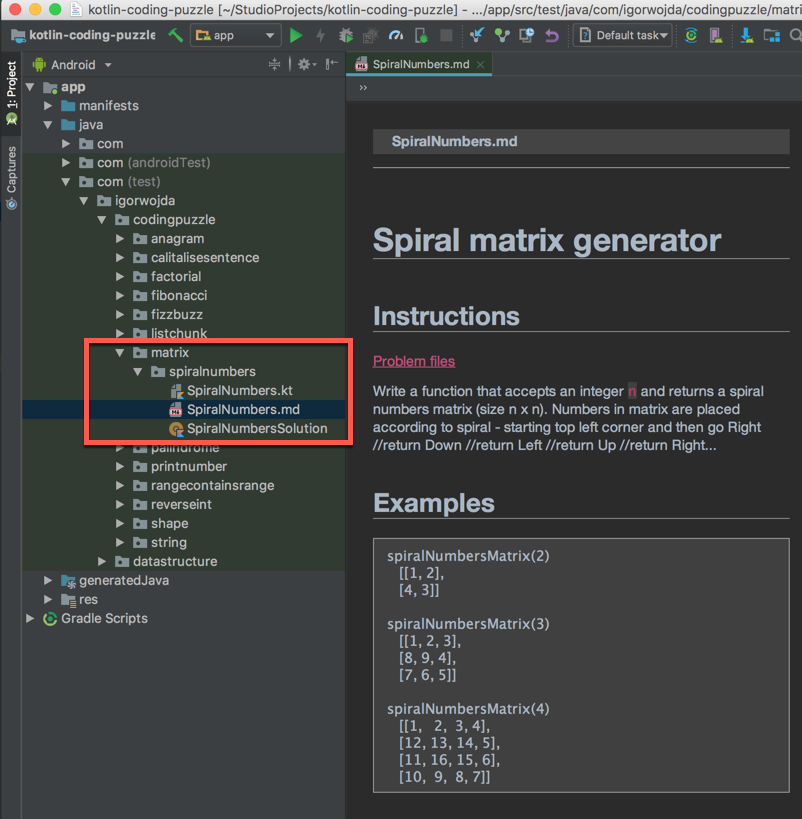 kotlin-coding-puzzle [~/StudioProjects/kotlin-coding-puzzle] - .../app/src/test/java/com/igorwojda/codingpuzzle/matri
kotlin-coding-puzzle
app
Default task
1: Project
Captures
Android
app
manifests
java
com
com (androidTest)
com (test)
igorwojda
codingpuzzle
anagram
calitalisesentence
factorial
fibonacci
fizzbuzz
listchunk
matrix
spiralnumbers
SpiralNumbers.kt
SpiralNumbers.md
SpiralNumbersSolution
palindrome
printnumber
rangecontainsrange
reverseint
shape
string
datastructure
generatedJava
res
Gradle Scripts
SpiralNumbers.md
››
SpiralNumbers.md
Spiral matrix generator
Instructions
Problem files
Write a function that accepts an integer n and returns a spiral
numbers matrix (size n x n). Numbers in matrix are placed
according to spiral - starting top left corner and then go Right
//return Down //return Left //return Up //return Right...
Examples
spiralNumbersMatrix(2)
[[1, 2],
[4, 3]]
spiralNumbersMatrix(3)
[[1, 2, 3],
[8, 9, 4],
[7, 6, 5]]
spiralNumbersMatrix(4)
[[1, 2, 3, 4],
[12, 13, 14, 5],
[11, 16, 15, 6],
[10, 9, 8, 7]]